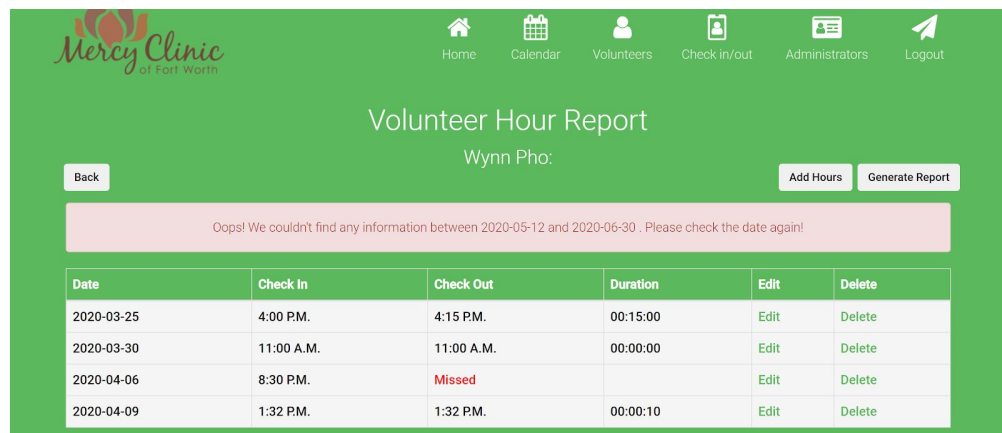 Mercy Clinic
of Fort Worth
Home Calendar Volunteers Check in/out Administrators Logout
Volunteer Hour Report
Wynn Pho:
Back Add Hours Generate Report
Oops! We couldn't find any information between 2020-05-12 and 2020-06-30 . Please check the date again!
Date Check In Check Out Duration Edit Delete
2020-03-25 4:00 P.M. 4:15 P.M. 00:15:00 Edit Delete
2020-03-30 11:00 A.M. 11:00 A.M. 00:00:00 Edit Delete
2020-04-06 8:30 P.M. Missed Edit Delete
2020-04-09 1:32 P.M. 1:32 P.M. 00:00:10 Edit Delete